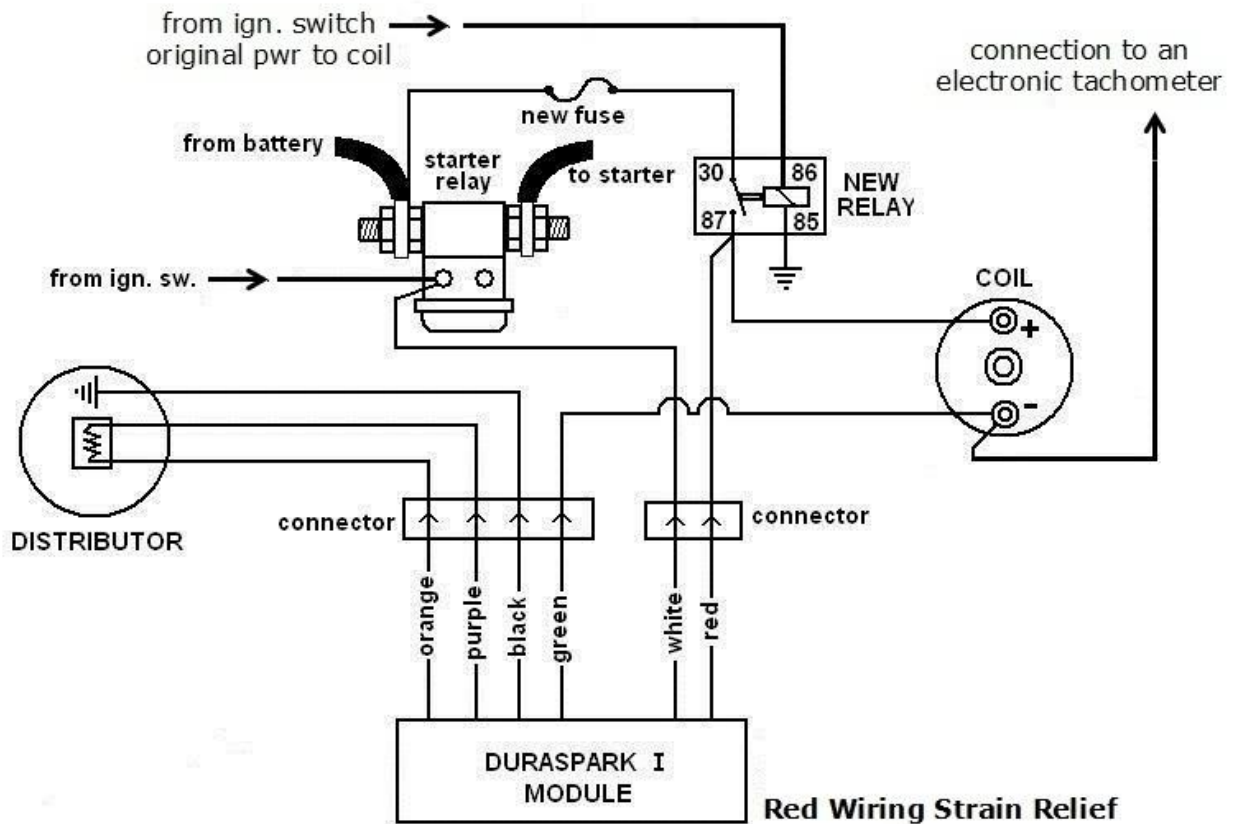 from ign. switch
original pwr to coil
connection to an
electronic tachometer
new fuse
from battery
starter
relay
to starter
30
86
87
85
NEW
RELAY
from ign. sw.
COIL
+
-
DISTRIBUTOR
connector
connector
orange
purple
black
green
white
red
DURASPARK I
MODULE
Red Wiring Strain Relief